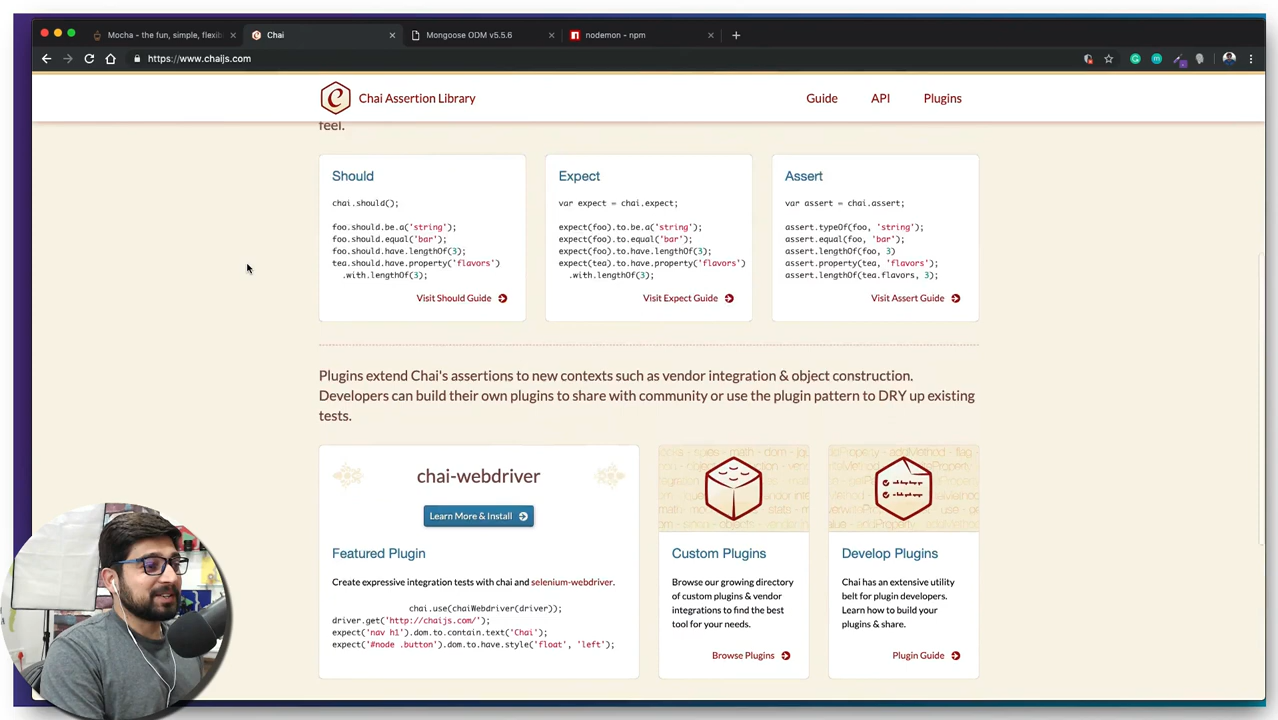 Mocha - the fun, simple, flexib
Chai
Mongoose ODM v5.5.6
nodemon - npm
https://www.chaijs.com
Chai Assertion Library
Guide
API
Plugins
feel.
Should
chai.should();
foo.should.be.a('string');
foo.should.equal('bar');
foo.should.have.lengthOf(3);
tea.should.have.property('flavors')
.with.lengthOf(3);
Visit Should Guide
Expect
var expect = chai.expect;
expect(foo).to.be.a('string');
expect(foo).to.equal('bar');
expect(foo).to.have.lengthOf(3);
expect(tea).to.have.property('flavors')
.with.lengthOf(3);
Visit Expect Guide
Assert
var assert = chai.assert;
assert.typeOf(foo, 'string');
assert.equal(foo, 'bar');
assert.lengthOf(foo, 3)
assert.property(tea, 'flavors');
assert.lengthOf(tea.flavors, 3);
Visit Assert Guide
Plugins extend Chai's assertions to new contexts such as vendor integration & object construction.
Developers can build their own plugins to share with community or use the plugin pattern to DRY up existing
tests.
chai-webdriver
Learn More & Install
Featured Plugin
Create expressive integration tests with chai and selenium-webdriver.
chai.use(chaiWebdriver(driver));
driver.get('http://chaijs.com/');
expect('nav h1').dom.to.contain.text('Chai');
expect('#node .button').dom.to.have.style('float', 'left');
Custom Plugins
Browse our growing directory
of custom plugins & vendor
integrations to find the best
tool for your needs.
Browse Plugins
Develop Plugins
Chai has an extensive utility
belt for plugin developers.
Learn how to build your
plugins & share.
Plugin Guide